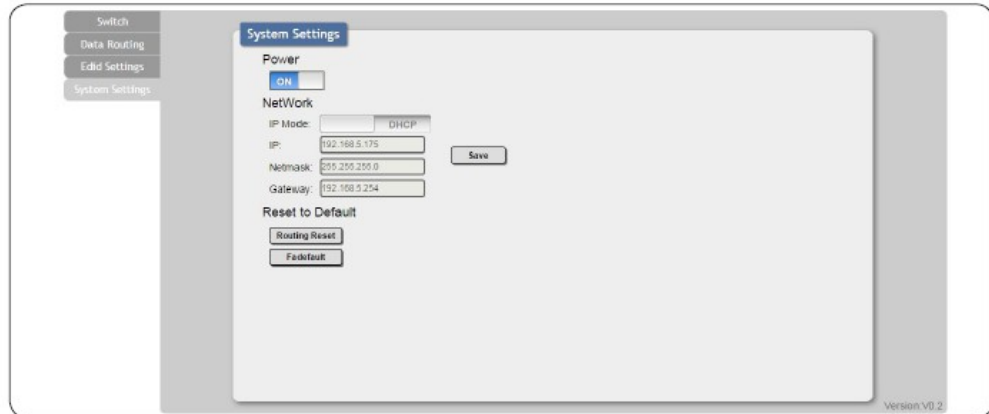 Switch
Data Routing
Edid Settings
System Settings
System Settings
Power
ON
NetWork
IP Mode: DHCP
IP: 192.168.5.175
Save
Netmask: 255.255.255.0
Gateway: 192.168.5.254
Reset to Default
Routing Reset
Fadefault
Version:V0.2